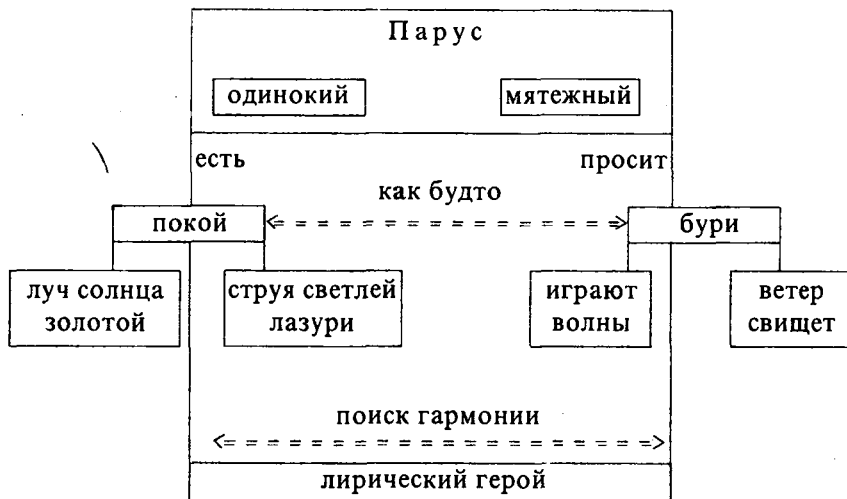 Парус
одинокий
мятежный
есть
просит
как будто
покой
бури
луч солнца
золотой
струя светлей
лазури
играют
волны
ветер
свищет
поиск гармонии
лирический герой